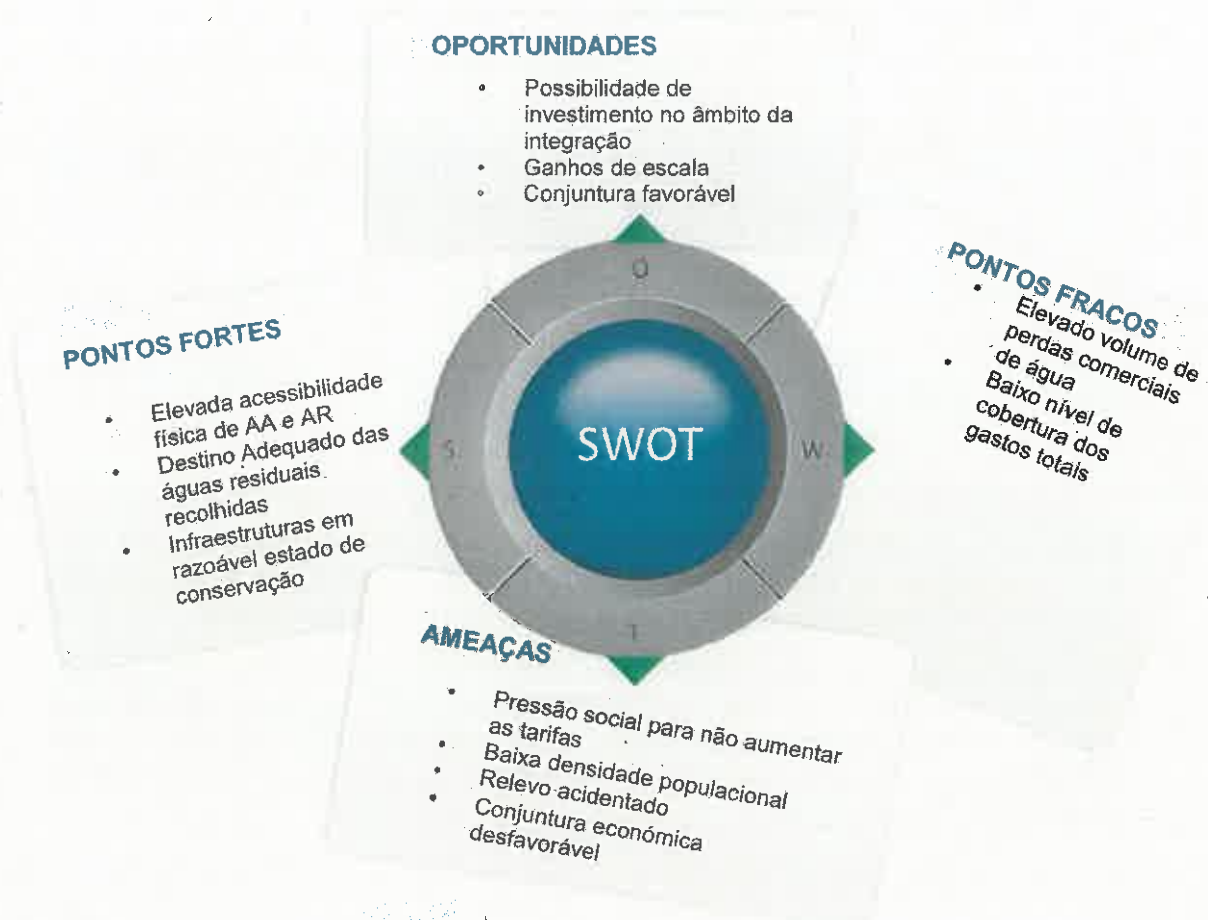 OPORTUNIDADES
• Possibilidade de
investimento no âmbito da
integração
• Ganhos de escala
• Conjuntura favorável
PONTOS FORTES
• Elevada acessibilidade
física de AA e AR
• Destino Adequado das
águas residuais
recolhidas
• Infraestruturas em
razoável estado de
conservação
O
S
SWOT
W
T
PONTOS FRACOS
• Elevado volume de
perdas comerciais
de água
• Baixo nível de
cobertura dos
gastos totais
AMEAÇAS
• Pressão social para não aumentar
as tarifas
• Baixa densidade populacional
• Relevo acidentado
• Conjuntura económica
desfavorável